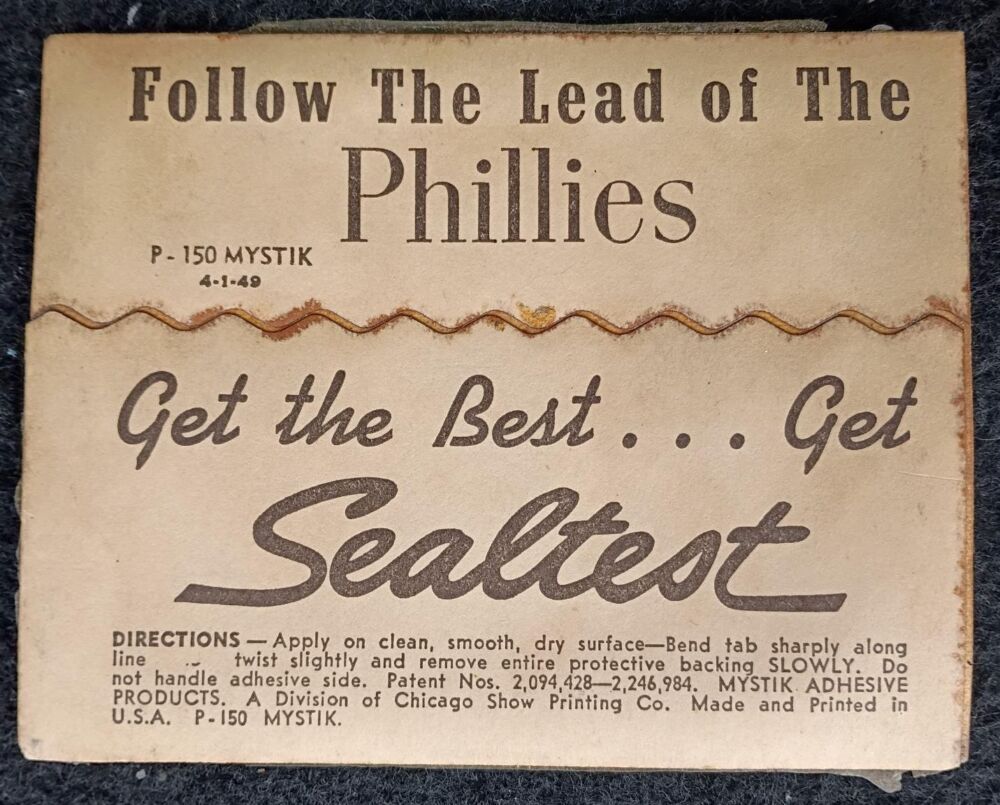 Follow The Lead of The
Phillies
P-150 MYSTIK
4-1-49
Get the Best... Get
Sealtest
DIRECTIONS — Apply on clean, smooth, dry surface—Bend tab sharply along
line twist slightly and remove entire protective backing SLOWLY. Do
not handle adhesive side. Patent Nos. 2,094,428—2,246,984. MYSTIK ADHESIVE
PRODUCTS. A Division of Chicago Show Printing Co. Made and Printed in
U.S.A. P-150 MYSTIK.